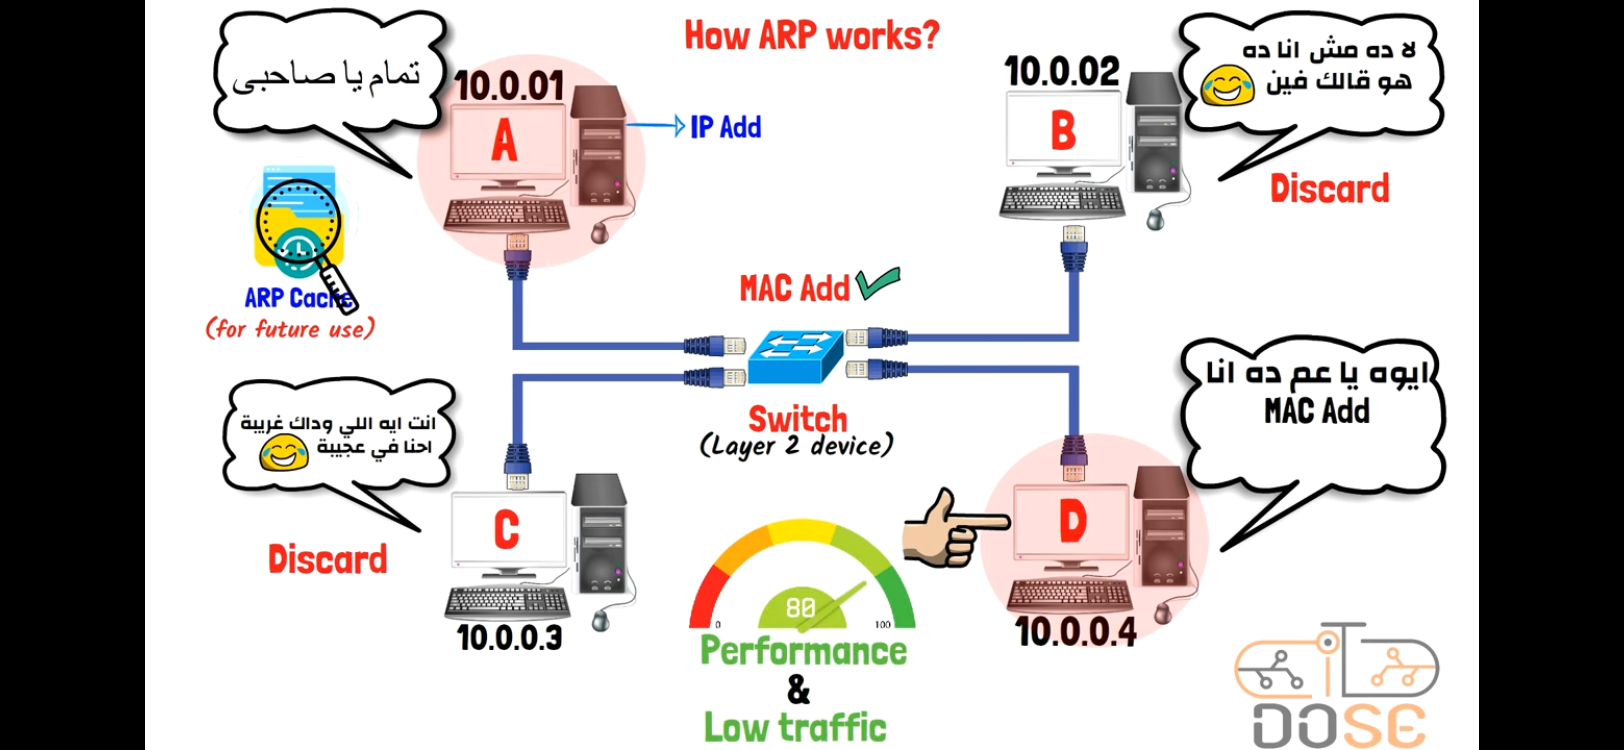 How ARP works?
تمام يا صاحبى
10.0.01
A
IP Add
10.0.02
B
لا ده مش انا ده
هو قالك فين
Discard
ARP Cache
(for future use)
MAC Add
Switch
(Layer 2 device)
انت ايه اللي وداك غريبة
احنا في عجيبة
Discard
C
10.0.0.3
ايوه يا عم ده انا
MAC Add
D
10.0.0.4
80
0
100
Performance
&
Low traffic
DOSE